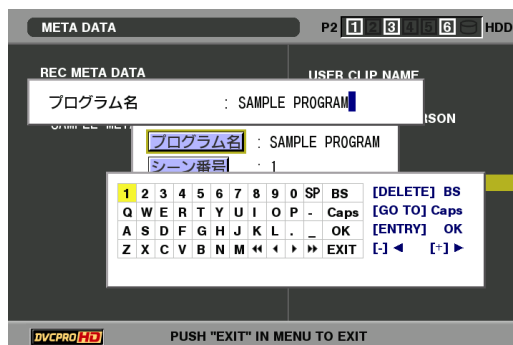 META DATA P2 1 2 3 4 5 6 HDD
REC META DATA USER CLIP NAME
プログラム名 : SAMPLE PROGRAM
プログラム名 : SAMPLE PROGRAM
シーン番号 : 1
1 2 3 4 5 6 7 8 9 0 SP BS [DELETE] BS
Q W E R T Y U I O P - Caps [GO TO] Caps
A S D F G H J K L . _ OK [ENTRY] OK
Z X C V B N M ◀◀ ◀ ▶ ▶▶ EXIT [-] ◀ [+] ▶
DVCPRO HD PUSH "EXIT" IN MENU TO EXIT